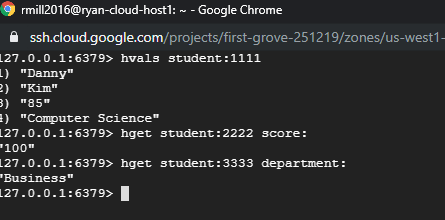 rmill2016@ryan-cloud-host1: ~ - Google Chrome
ssh.cloud.google.com/projects/first-grove-251219/zones/us-west1-
127.0.0.1:6379> hvals student:1111
1) "Danny"
2) "Kim"
3) "85"
4) "Computer Science"
127.0.0.1:6379> hget student:2222 score:
"100"
127.0.0.1:6379> hget student:3333 department:
"Business"
127.0.0.1:6379>